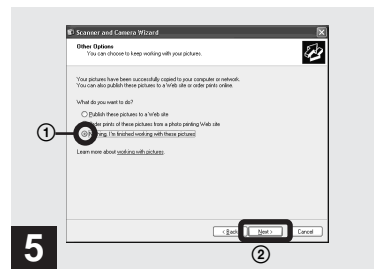 Scanner and Camera Wizard
Other Options
You can choose to keep working with your pictures.
Your pictures have been successfully copied to your computer or network.
You can also publish these pictures to a Web site or order prints online.
What do you want to do?
Publish these pictures to a Web site
prints of these pictures from a photo printing Web site
1
I'm finished working with these pictures
Learn more about working with pictures.
< Back Next > Cancel
5
2